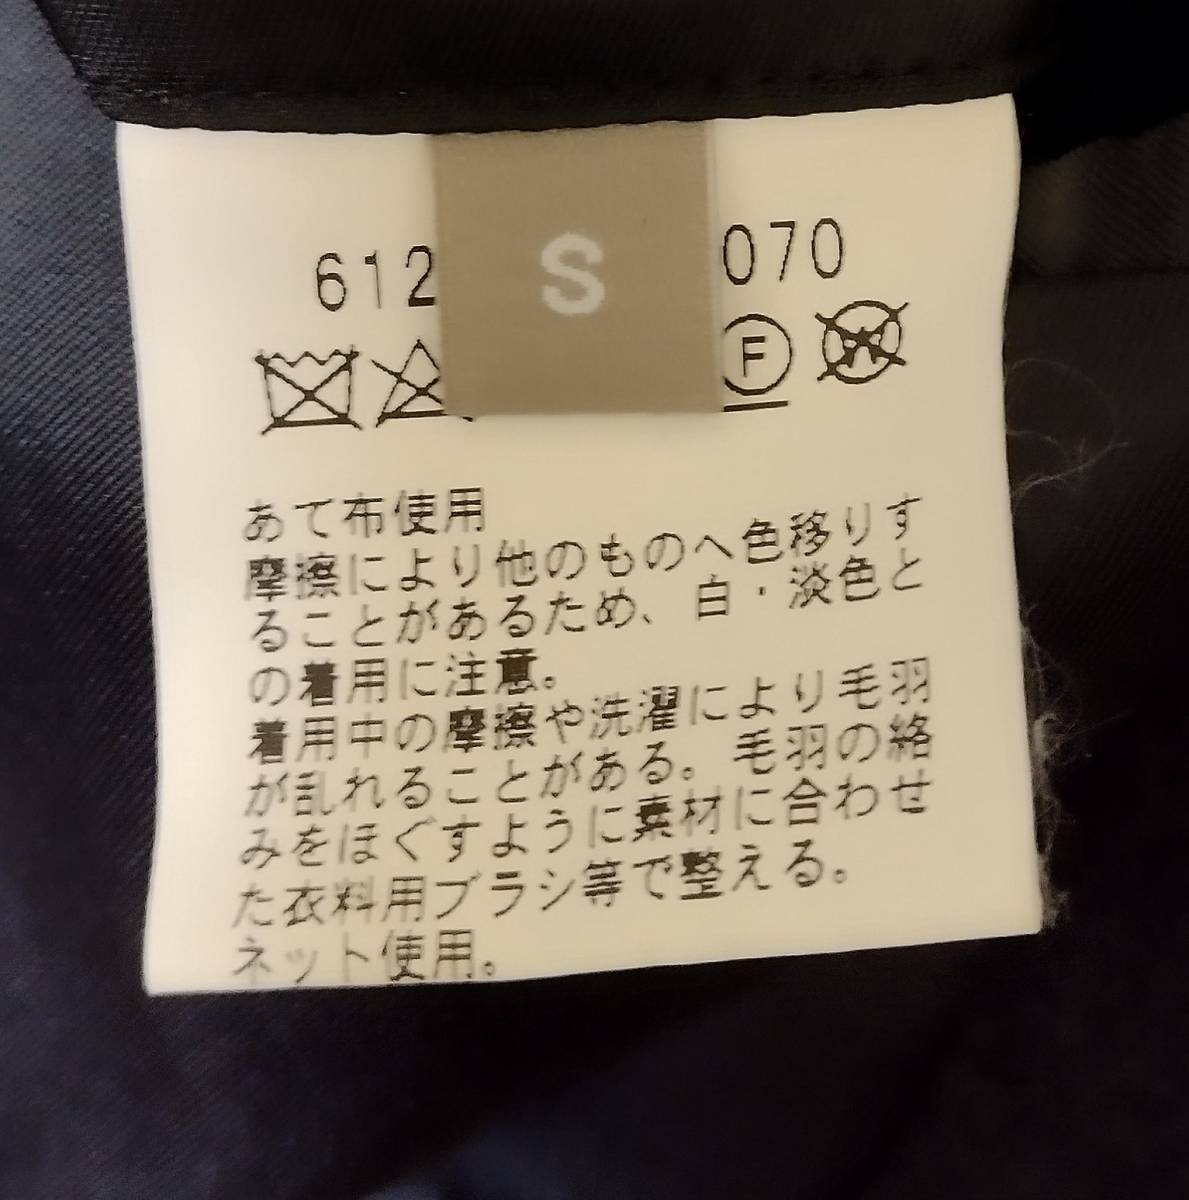 612 S 070
F W
あて布使用
摩擦により他のものへ色移りす
ることがあるため、白・淡色と
の着用に注意。
着用中の摩擦や洗濯により毛羽
が乱れることがある。毛羽の絡
みをほぐすように素材に合わせ
た衣料用ブラシ等で整える。
ネット使用。